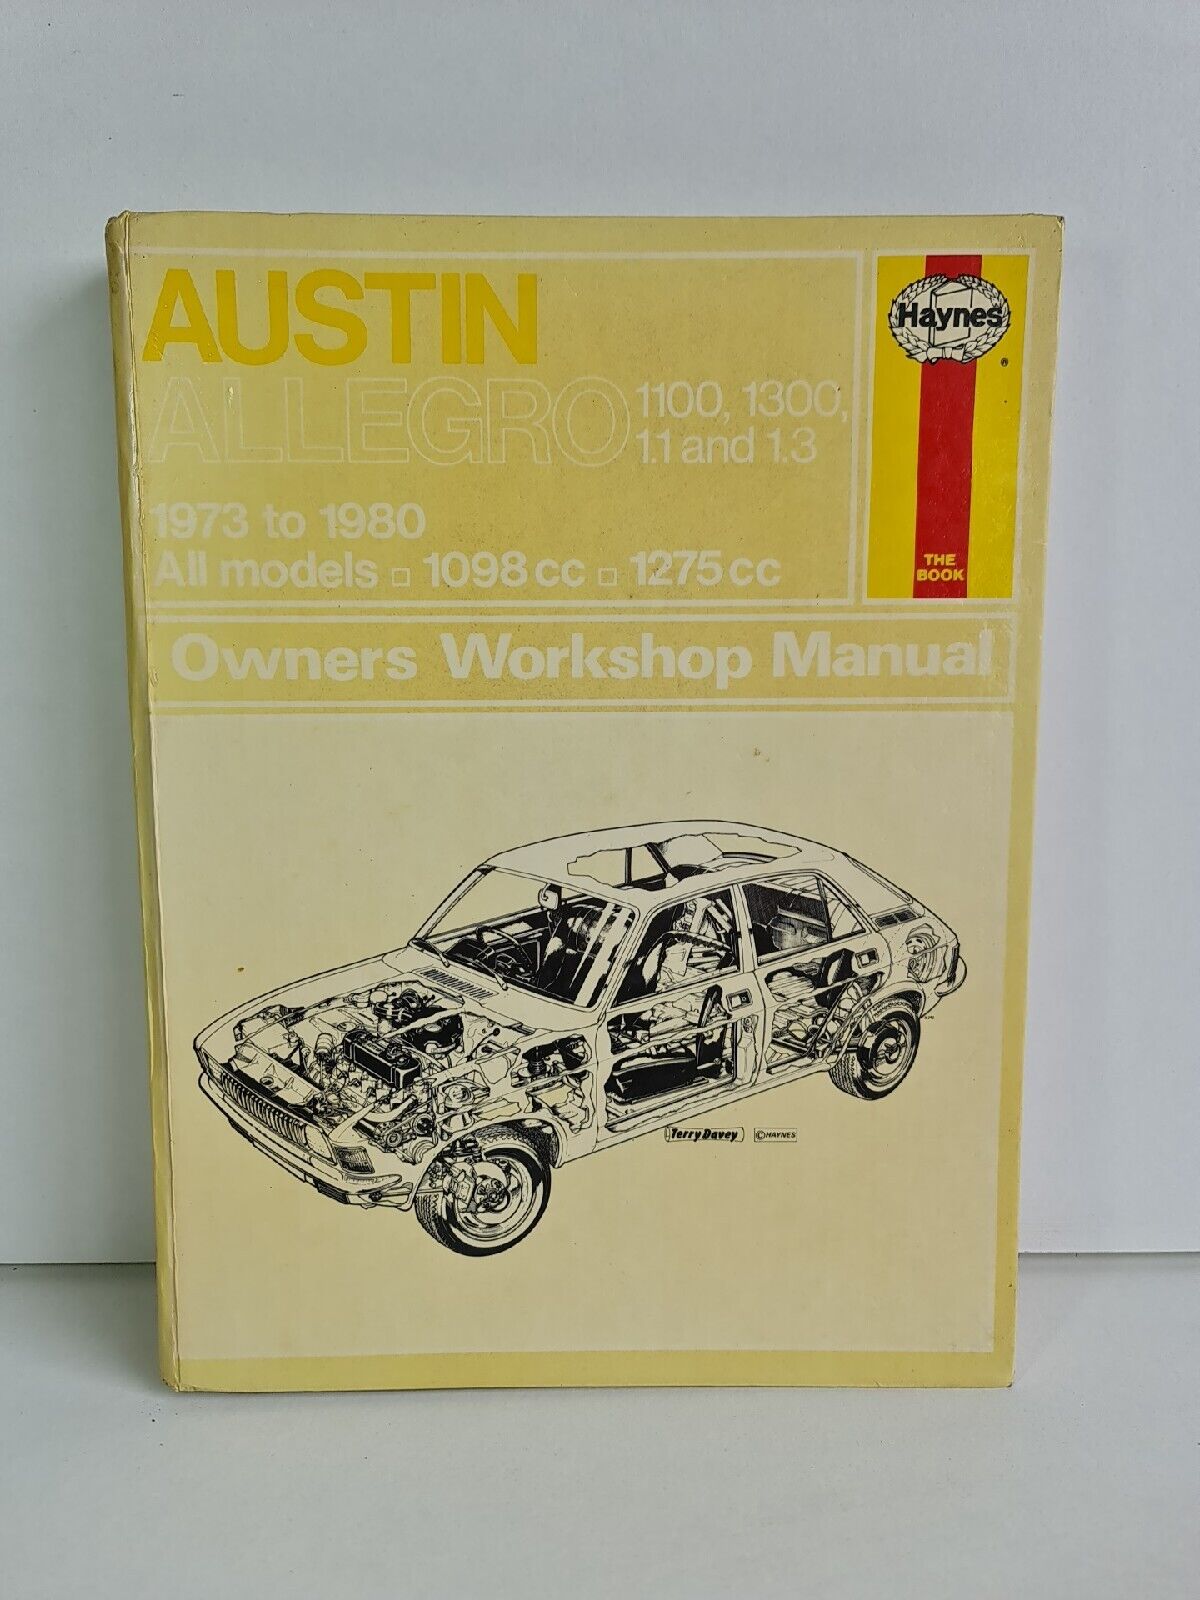 AUSTIN
ALLEGRO 1100, 1300,
1.1 and 1.3
1973 to 1980
All models □ 1098 cc □ 1275 cc
Haynes
®
THE
BOOK
Owners Workshop Manual
Terry Davey
© HAYNES